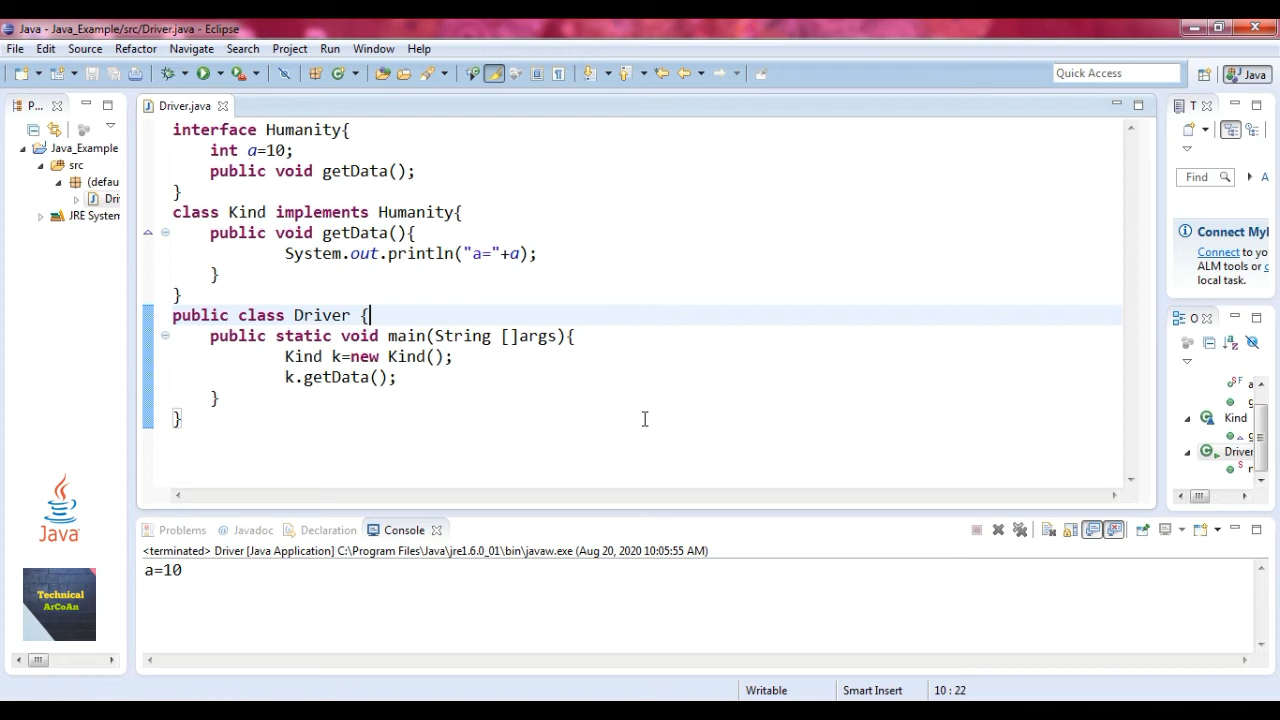 Java - Java_Example/src/Driver.java - Eclipse
File Edit Source Refactor Navigate Search Project Run Window Help
Quick Access
Java
P...
Driver.java
T
Java_Example
src
(defau
Dri
JRE System
interface Humanity{
int a=10;
public void getData();
}
class Kind implements Humanity{
public void getData(){
System.out.println("a="+a);
}
}
public class Driver {
public static void main(String []args){
Kind k=new Kind();
k.getData();
}
}
Find
A
Connect Myl
Connect to yo
ALM tools or c
local task.
O
S F a
g
Kind
g
Driver
S r
Java
Technical
ArCoAn
Problems @ Javadoc Declaration Console
<terminated> Driver [Java Application] C:\Program Files\Java\jre1.6.0_01\bin\javaw.exe (Aug 20, 2020 10:05:55 AM)
a=10
Writable Smart Insert 10 : 22